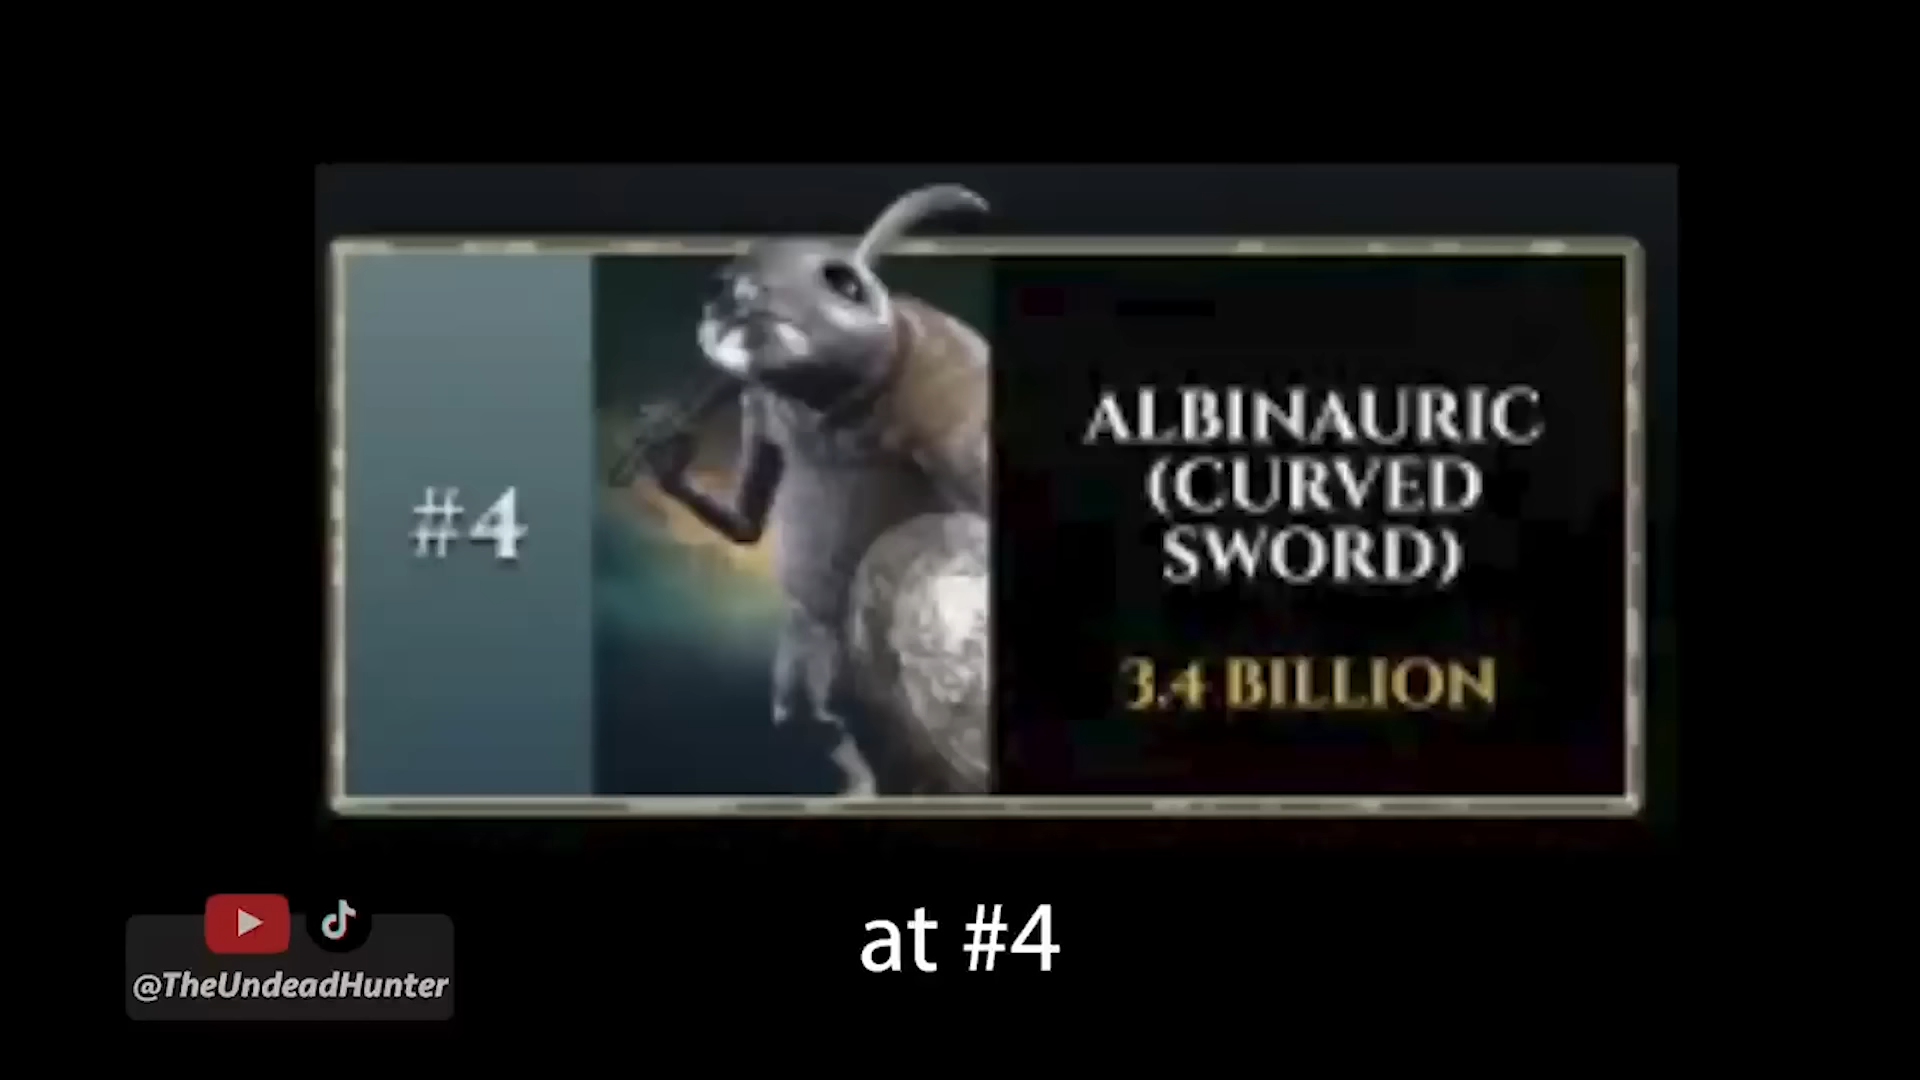 #4
ALBINAURIC
(CURVED
SWORD)
3.4 BILLION
at #4
@TheUndeadHunter